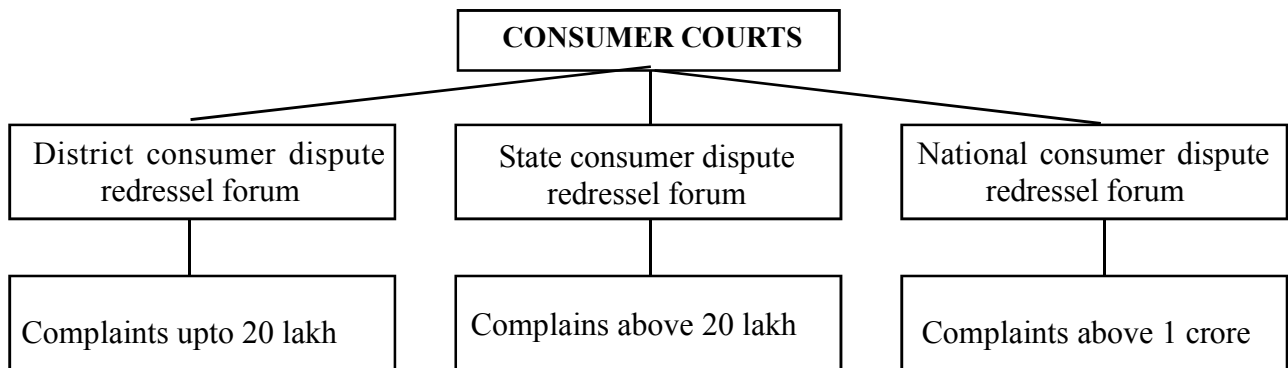 CONSUMER COURTS
District consumer dispute
redressel forum
State consumer dispute
redressel forum
National consumer dispute
redressel forum
Complaints upto 20 lakh
Complains above 20 lakh
Complaints above 1 crore